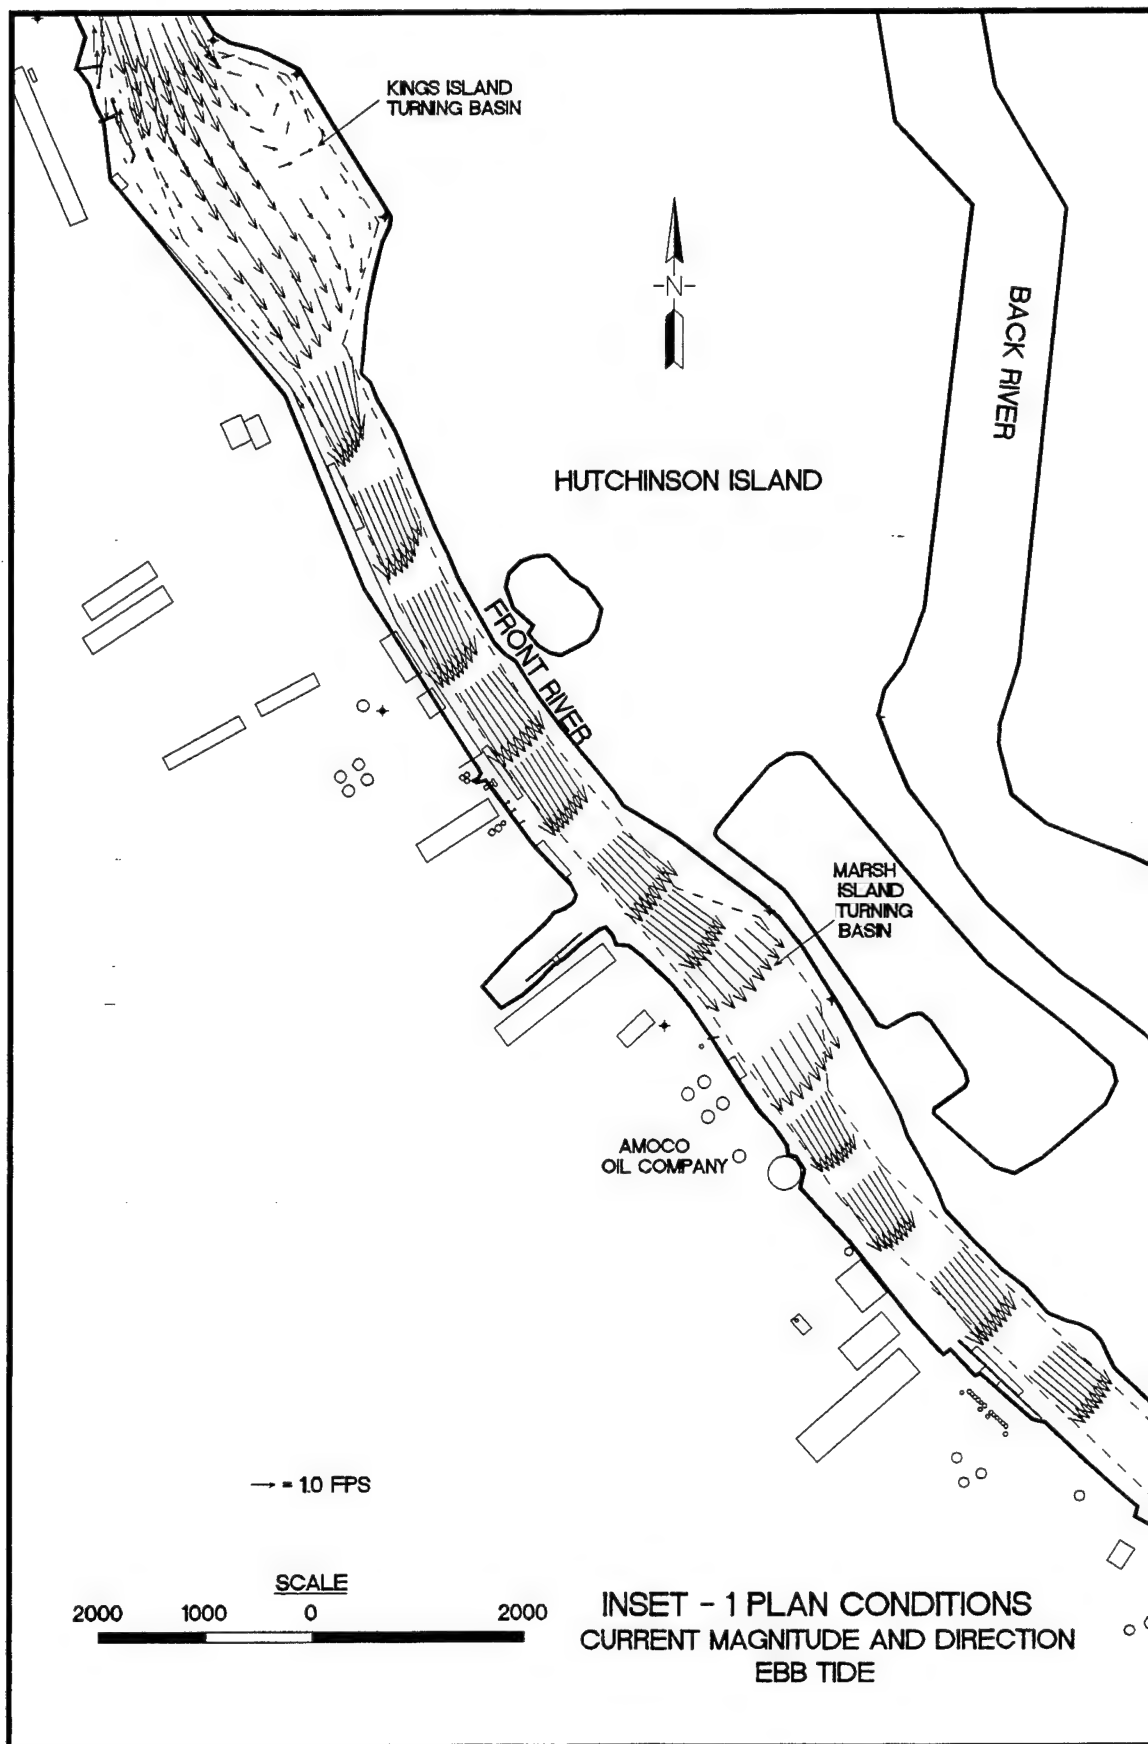 KINGS ISLAND
TURNING BASIN
-N-
BACK RIVER
HUTCHINSON ISLAND
FRONT RIVER
MARSH
ISLAND
TURNING
BASIN
AMOCO
OIL COMPANY
= 1.0 FPS
SCALE
2000 1000 0 2000
INSET - 1 PLAN CONDITIONS
CURRENT MAGNITUDE AND DIRECTION
EBB TIDE